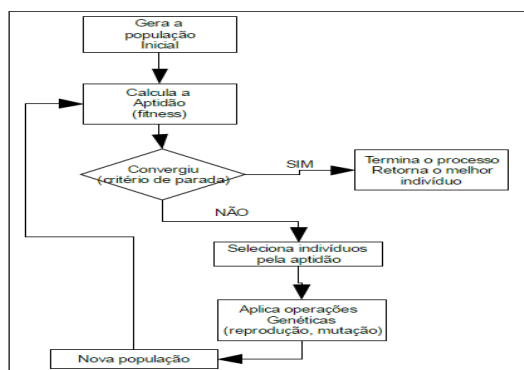 Gera a
população
Inicial
Calcula a
Aptidão
(fitness)
Convergiu
(critério de parada)
SIM
Termina o processo
Retorna o melhor
indivíduo
NÃO
Seleciona indivíduos
pela aptidão
Aplica operações
Genéticas
(reprodução, mutação)
Nova população